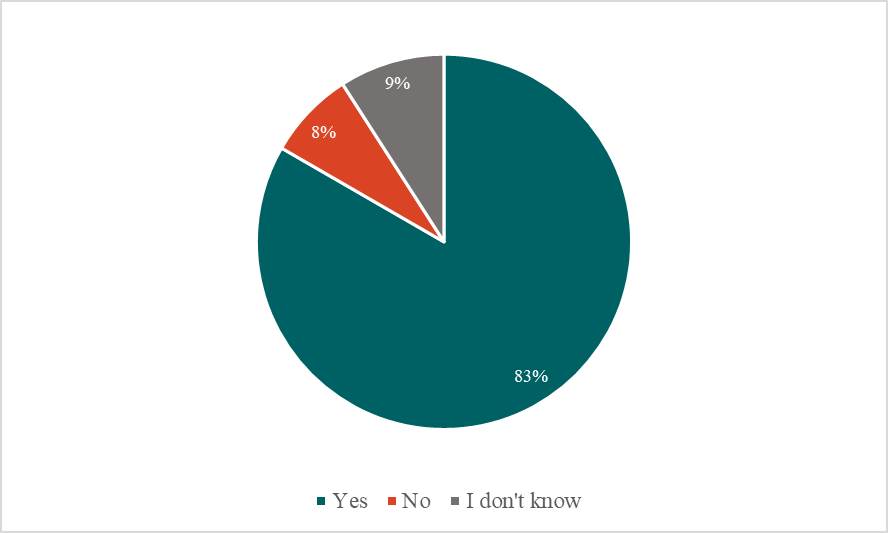 9%
8%
83%
Yes No I don't know